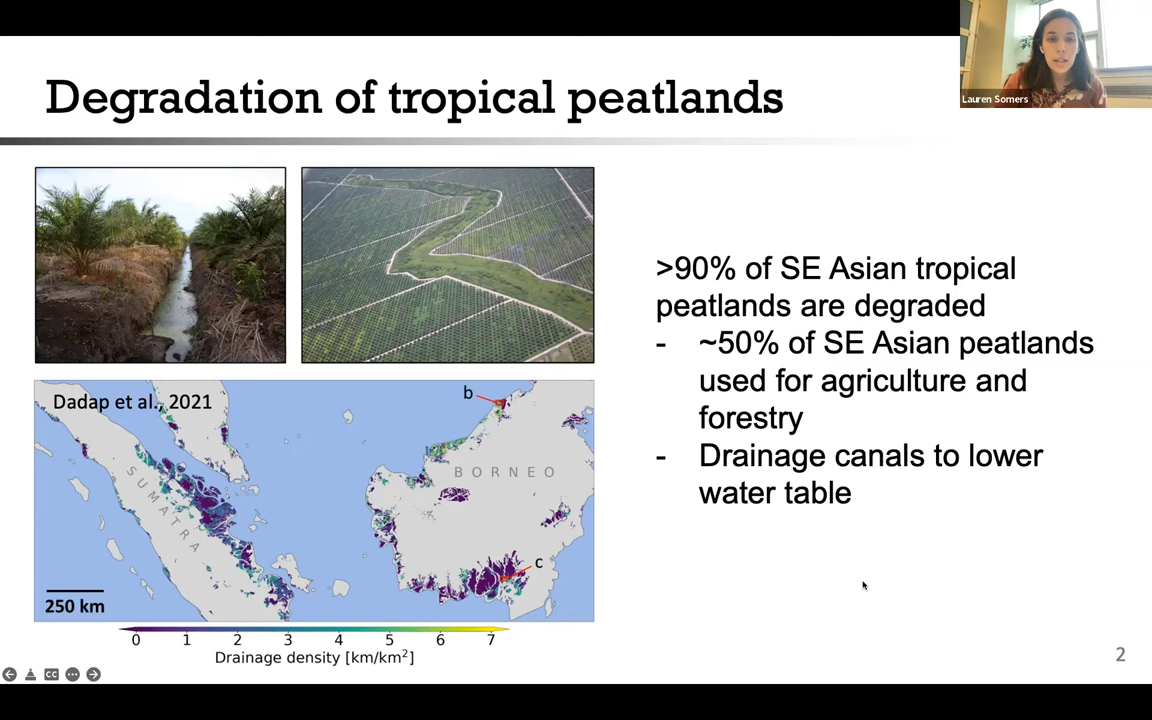 Lauren Somers
Degradation of tropical peatlands
>90% of SE Asian tropical
peatlands are degraded
- ~50% of SE Asian peatlands
used for agriculture and
forestry
- Drainage canals to lower
water table
Dadap et al., 2021
b
BORNEO
SUMATRA
c
250 km
0 1 2 3 4 5 6 7
Drainage density [km/km²]
CC
2